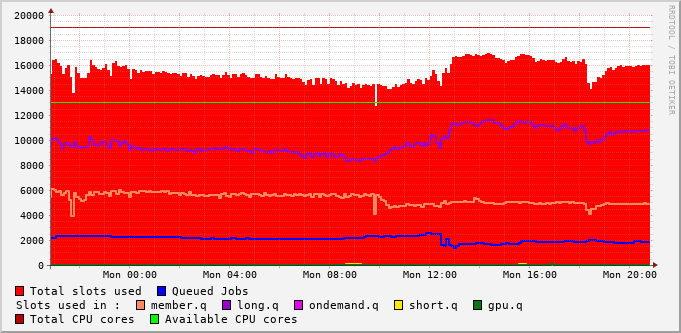 20000
18000
16000
14000
12000
10000
8000
6000
4000
2000
0
Mon 00:00 Mon 04:00 Mon 08:00 Mon 12:00 Mon 16:00 Mon 20:00
Total slots used Queued Jobs
Slots used in : member.q long.q ondemand.q short.q gpu.q
Total CPU cores Available CPU cores
RRDTOOL / TOBI OETIKER